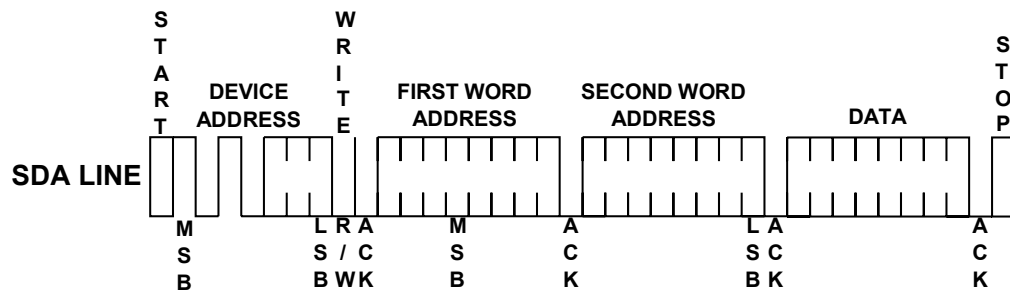 START
WRITE
STOP
DEVICE
ADDRESS
FIRST WORD
ADDRESS
SECOND WORD
ADDRESS
DATA
SDA LINE
MSB
LSB
R/W
ACK
MSB
ACK
LSB
ACK
ACK